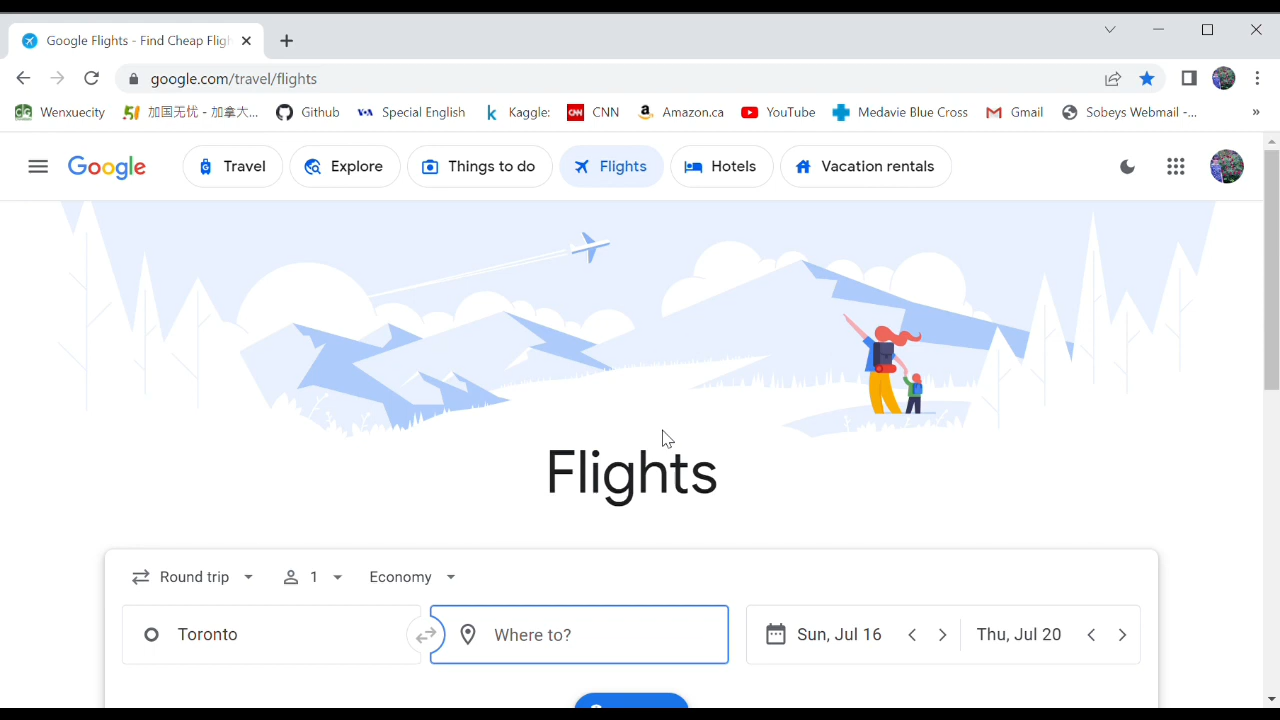 Google Flights - Find Cheap Fligh
google.com/travel/flights
Wenxuecity 加国无忧 - 加拿大... Github Special English Kaggle: CNN Amazon.ca YouTube Medavie Blue Cross Gmail Sobeys Webmail -... »
Google Travel Explore Things to do Flights Hotels Vacation rentals
Flights
Round trip 1 Economy
Toronto Where to? Sun, Jul 16 Thu, Jul 20